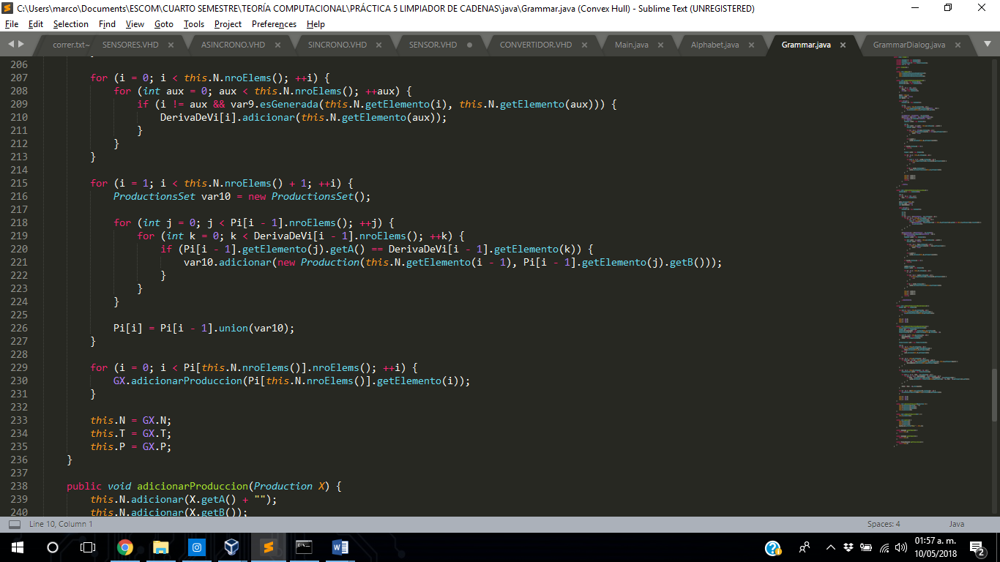 C:\Users\marco\Documents\ESCOM\CUARTO SEMESTRE\TEORÍA COMPUTACIONAL\PRÁCTICA 5 LIMPIADOR DE CADENAS\java\Grammar.java (Convex Hull) - Sublime Text (UNREGISTERED)
File Edit Selection Find View Goto Tools Project Preferences Help
correr.txt~ SENSORES.VHD ASINCRONO.VHD SINCRONO.VHD SENSOR.VHD CONVERTIDOR.VHD Main.java Alphabet.java Grammar.java GrammarDialog.java
206
207 for (i = 0; i < this.N.nroElems(); ++i) {
208 for (int aux = 0; aux < this.N.nroElems(); ++aux) {
209 if (i != aux && var9.esGenerada(this.N.getElemento(i), this.N.getElemento(aux))) {
210 DerivaDeVi[i].adicionar(this.N.getElemento(aux));
211 }
212 }
213 }
214
215 for (i = 1; i < this.N.nroElems() + 1; ++i) {
216 ProductionsSet var10 = new ProductionsSet();
217
218 for (int j = 0; j < Pi[i - 1].nroElems(); ++j) {
219 for (int k = 0; k < DerivaDeVi[i - 1].nroElems(); ++k) {
220 if (Pi[i - 1].getElemento(j).getA() == DerivaDeVi[i - 1].getElemento(k)) {
221 var10.adicionar(new Production(this.N.getElemento(i - 1), Pi[i - 1].getElemento(j).getB()));
222 }
223 }
224 }
225
226 Pi[i] = Pi[i - 1].union(var10);
227 }
228
229 for (i = 0; i < Pi[this.N.nroElems()].nroElems(); ++i) {
230 GX.adicionarProduccion(Pi[this.N.nroElems()].getElemento(i));
231 }
232
233 this.N = GX.N;
234 this.T = GX.T;
235 this.P = GX.P;
236 }
237
238 public void adicionarProduccion(Production X) {
239 this.N.adicionar(X.getA() + "");
240 this.N.adicionar(X.getB());
Line 10, Column 1 Spaces: 4 Java
01:57 a. m.
10/05/2018
2